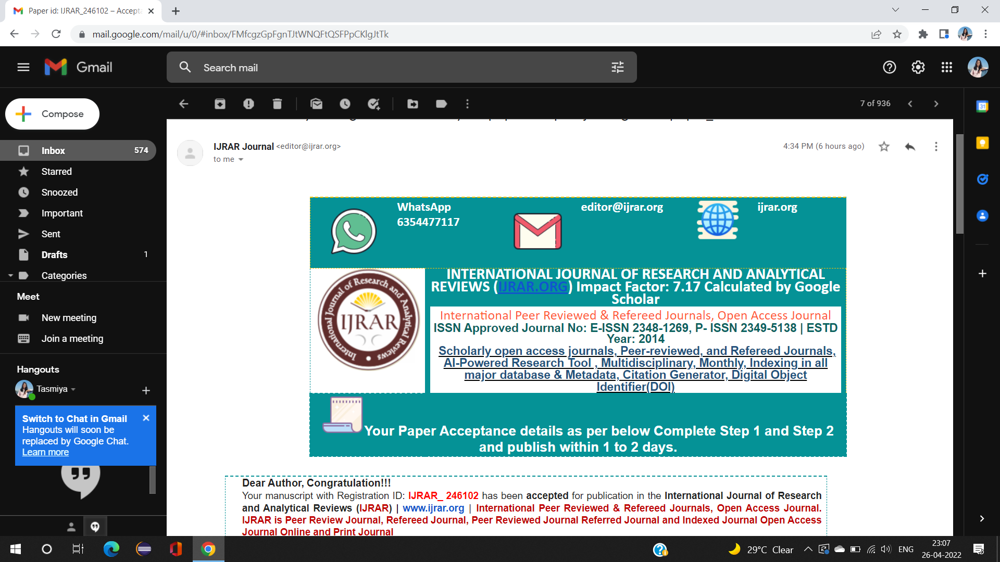 Paper id: IJRAR_246102 – Accepta
mail.google.com/mail/u/0/#inbox/FMfcgzGpFgnTJtWNQFtQSFPpCKlgJtTk
Gmail
Search mail
Compose
7 of 936
Inbox 574
Starred
Snoozed
Important
Sent
Drafts 1
Categories
Meet
New meeting
Join a meeting
Hangouts
Tasmiya
Switch to Chat in Gmail
Hangouts will soon be
replaced by Google Chat.
Learn more
IJRAR Journal <editor@ijrar.org>
4:34 PM (6 hours ago)
to me
WhatsApp
6354477117
editor@ijrar.org
ijrar.org
International Journal of Research and Analytical Reviews
IJRAR
INTERNATIONAL JOURNAL OF RESEARCH AND ANALYTICAL
REVIEWS (IJRAR.ORG) Impact Factor: 7.17 Calculated by Google
Scholar
International Peer Reviewed & Refereed Journals, Open Access Journal
ISSN Approved Journal No: E-ISSN 2348-1269, P- ISSN 2349-5138 | ESTD
Year: 2014
Scholarly open access journals, Peer-reviewed, and Refereed Journals,
AI-Powered Research Tool , Multidisciplinary, Monthly, Indexing in all
major database & Metadata, Citation Generator, Digital Object
Identifier(DOI)
Your Paper Acceptance details as per below Complete Step 1 and Step 2
and publish within 1 to 2 days.
Dear Author, Congratulation!!!
Your manuscript with Registration ID: IJRAR_ 246102 has been accepted for publication in the International Journal of Research
and Analytical Reviews (IJRAR) | www.ijrar.org | International Peer Reviewed & Refereed Journals, Open Access Journal.
IJRAR is Peer Review Journal, Refereed Journal, Peer Reviewed Journal Referred Journal and Indexed Journal Open Access
Journal Online and Print Journal
31
29°C Clear
ENG
23:07
26-04-2022